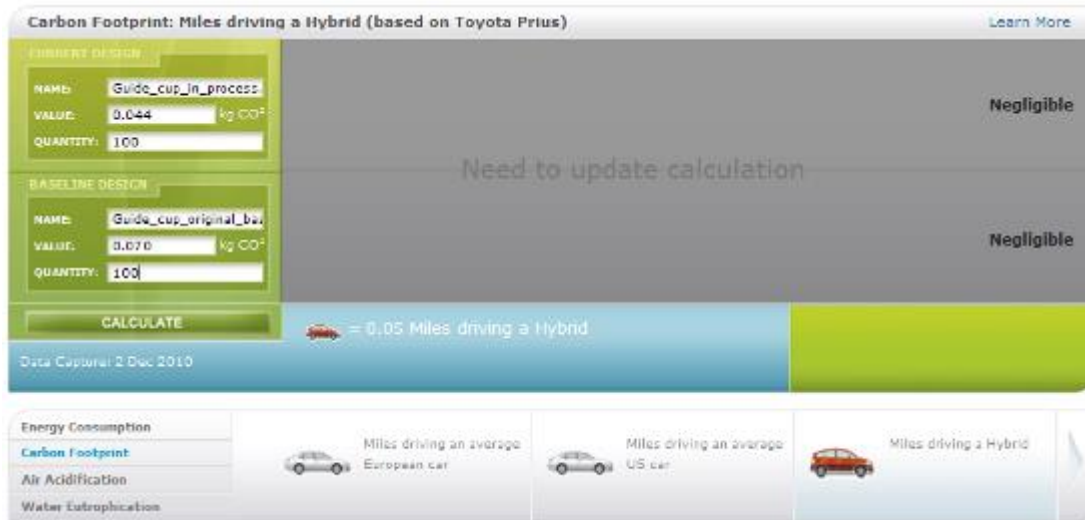 Carbon Footprint: Miles driving a Hybrid (based on Toyota Prius)
Learn More
CURRENT DESIGN
NAME: Guide_cup_in_process.
VALUE: 0.044 kg CO²
QUANTITY: 100
Negligible
Need to update calculation
BASELINE DESIGN
NAME: Guide_cup_original_ba
VALUE: 0.070 kg CO²
QUANTITY: 100
Negligible
CALCULATE
= 0.05 Miles driving a Hybrid
Data Capture: 2 Dec 2010
Energy Consumption
Carbon Footprint
Air Acidification
Water Eutrophication
Miles driving an average
European car
Miles driving an average
US car
Miles driving a Hybrid